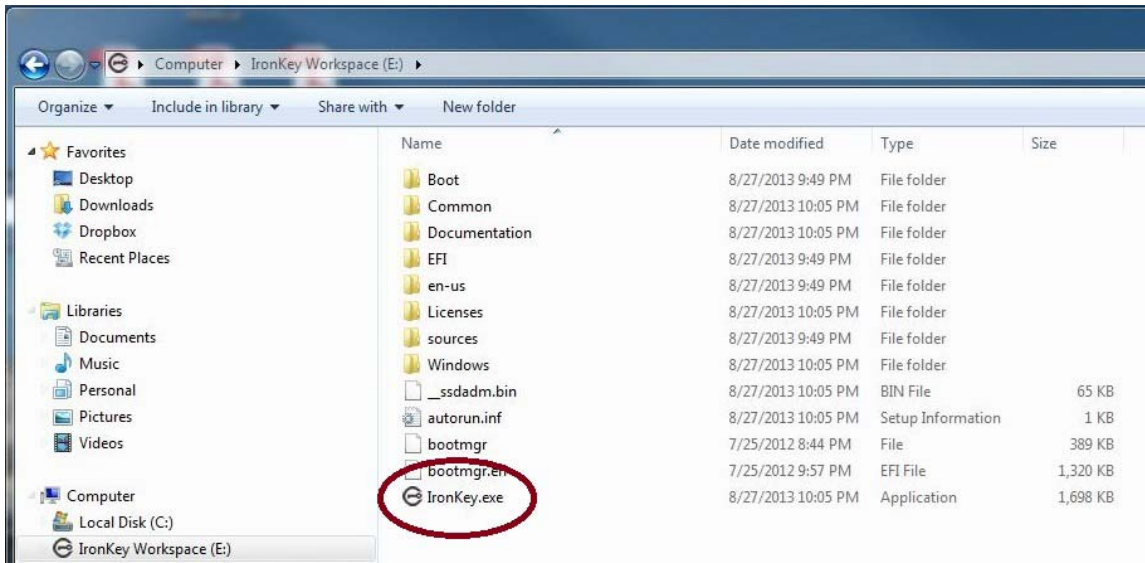 Computer IronKey Workspace (E:)
Organize Include in library Share with New folder
Name Date modified Type Size
Favorites
Desktop
Downloads
Dropbox
Recent Places
Libraries
Documents
Music
Personal
Pictures
Videos
Computer
Local Disk (C:)
IronKey Workspace (E:)
Boot 8/27/2013 9:49 PM File folder
Common 8/27/2013 10:05 PM File folder
Documentation 8/27/2013 10:05 PM File folder
EFI 8/27/2013 9:49 PM File folder
en-us 8/27/2013 9:49 PM File folder
Licenses 8/27/2013 10:05 PM File folder
sources 8/27/2013 9:49 PM File folder
Windows 8/27/2013 10:05 PM File folder
__ssdadm.bin 8/27/2013 10:05 PM BIN File 65 KB
autorun.inf 8/27/2013 10:05 PM Setup Information 1 KB
bootmgr 7/25/2012 8:44 PM File 389 KB
7/25/2012 9:57 PM EFI File 1,320 KB
IronKey.exe 8/27/2013 10:05 PM Application 1,698 KB